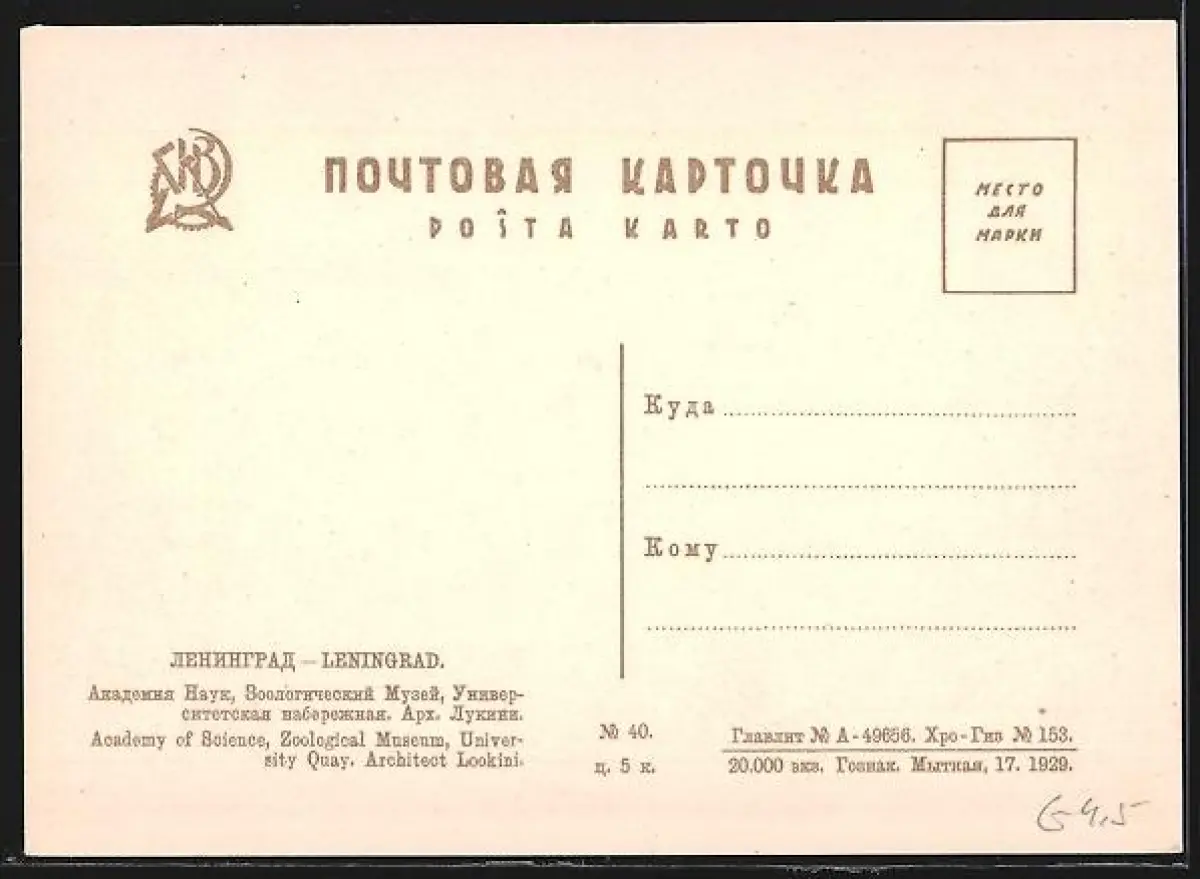 АКВ
ПОЧТОВАЯ КАРТОЧКА
POŜTA KARTO
МЕСТО
ДЛЯ
МАРКИ
Куда
Кому
ЛЕНИНГРАД – LENINGRAD.
Академия Наук, Зоологический Музей, Универ-
ситетская набережная. Арх. Лукини.
Academy of Science, Zoological Museum, Univer-
sity Quay. Architect Lookini.
№ 40.
ц. 5 к.
Главлит № А-49656. Хро-Гиз № 153.
20.000 экз. Гознак. Мытная, 17. 1929.